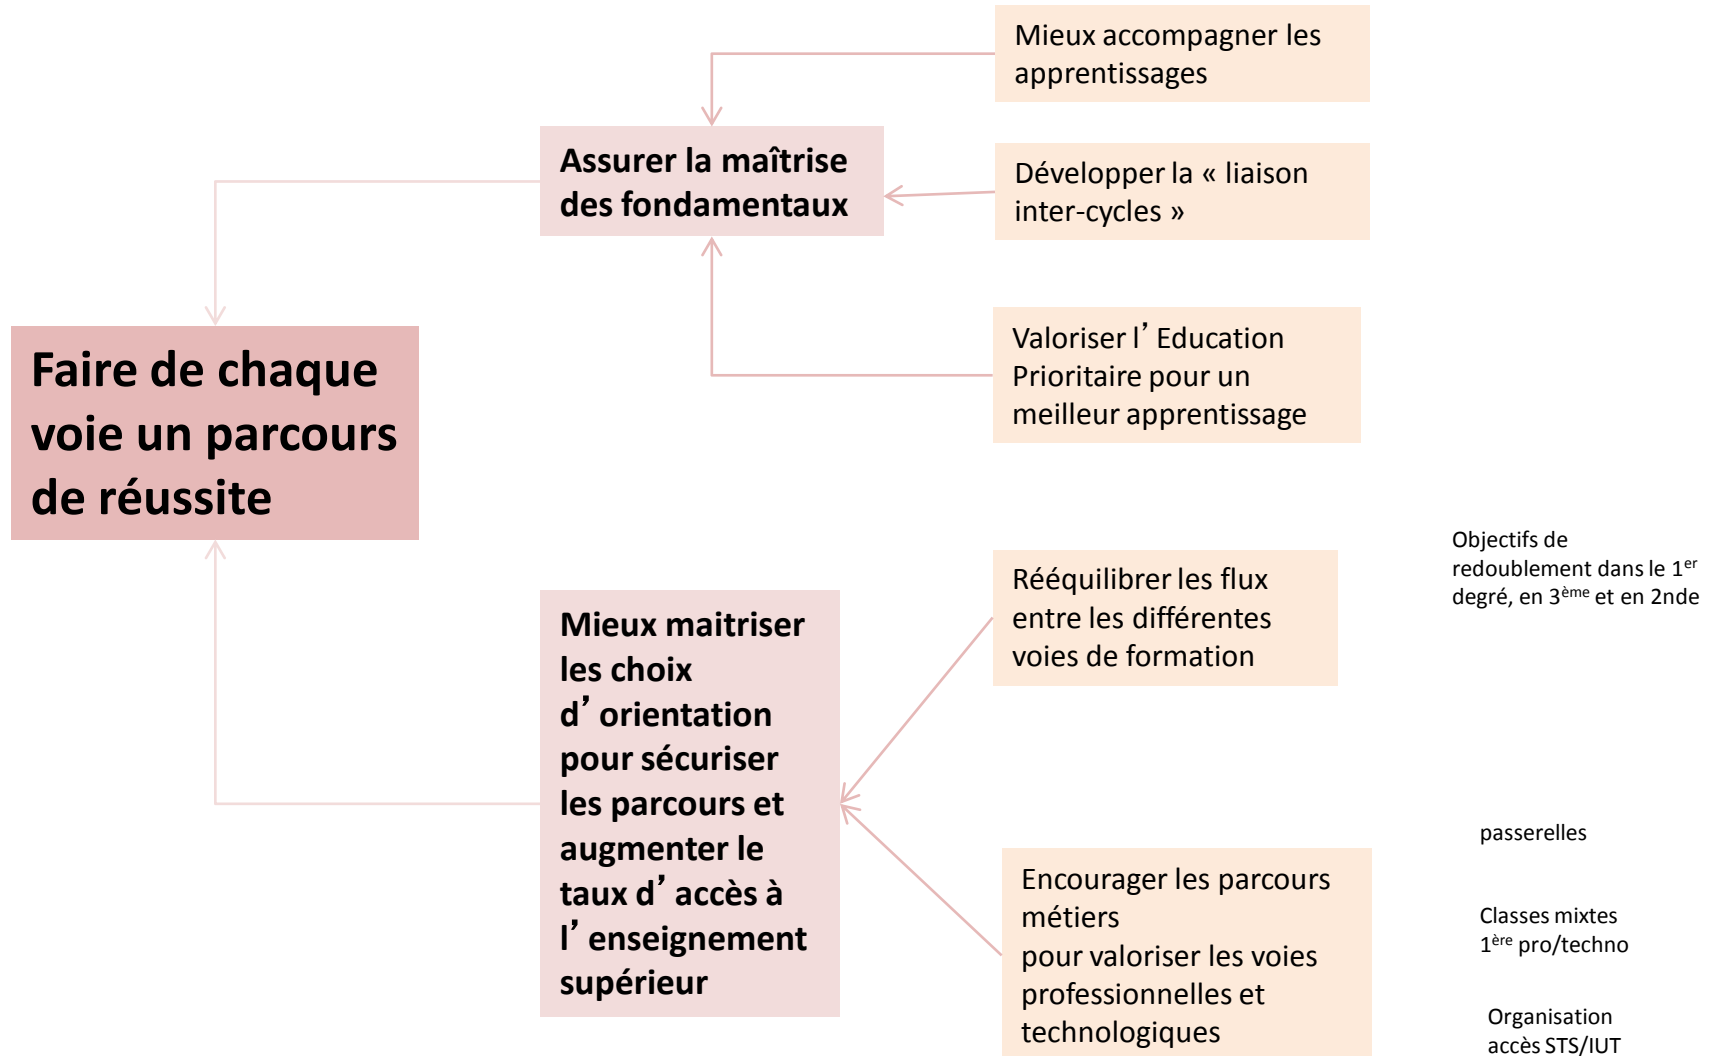 Mieux accompagner les
apprentissages
Assurer la maîtrise
des fondamentaux
Développer la « liaison
inter-cycles »
Valoriser l’ Education
Prioritaire pour un
meilleur apprentissage
Faire de chaque
voie un parcours
de réussite
Objectifs de
redoublement dans le 1er
degré, en 3ème et en 2nde
Rééquilibrer les flux
entre les différentes
voies de formation
Mieux maitriser
les choix
d’ orientation
pour sécuriser
les parcours et
augmenter le
taux d’ accès à
l’ enseignement
supérieur
passerelles
Encourager les parcours
métiers
pour valoriser les voies
professionnelles et
technologiques
Classes mixtes
1ère pro/techno
Organisation
accès STS/IUT